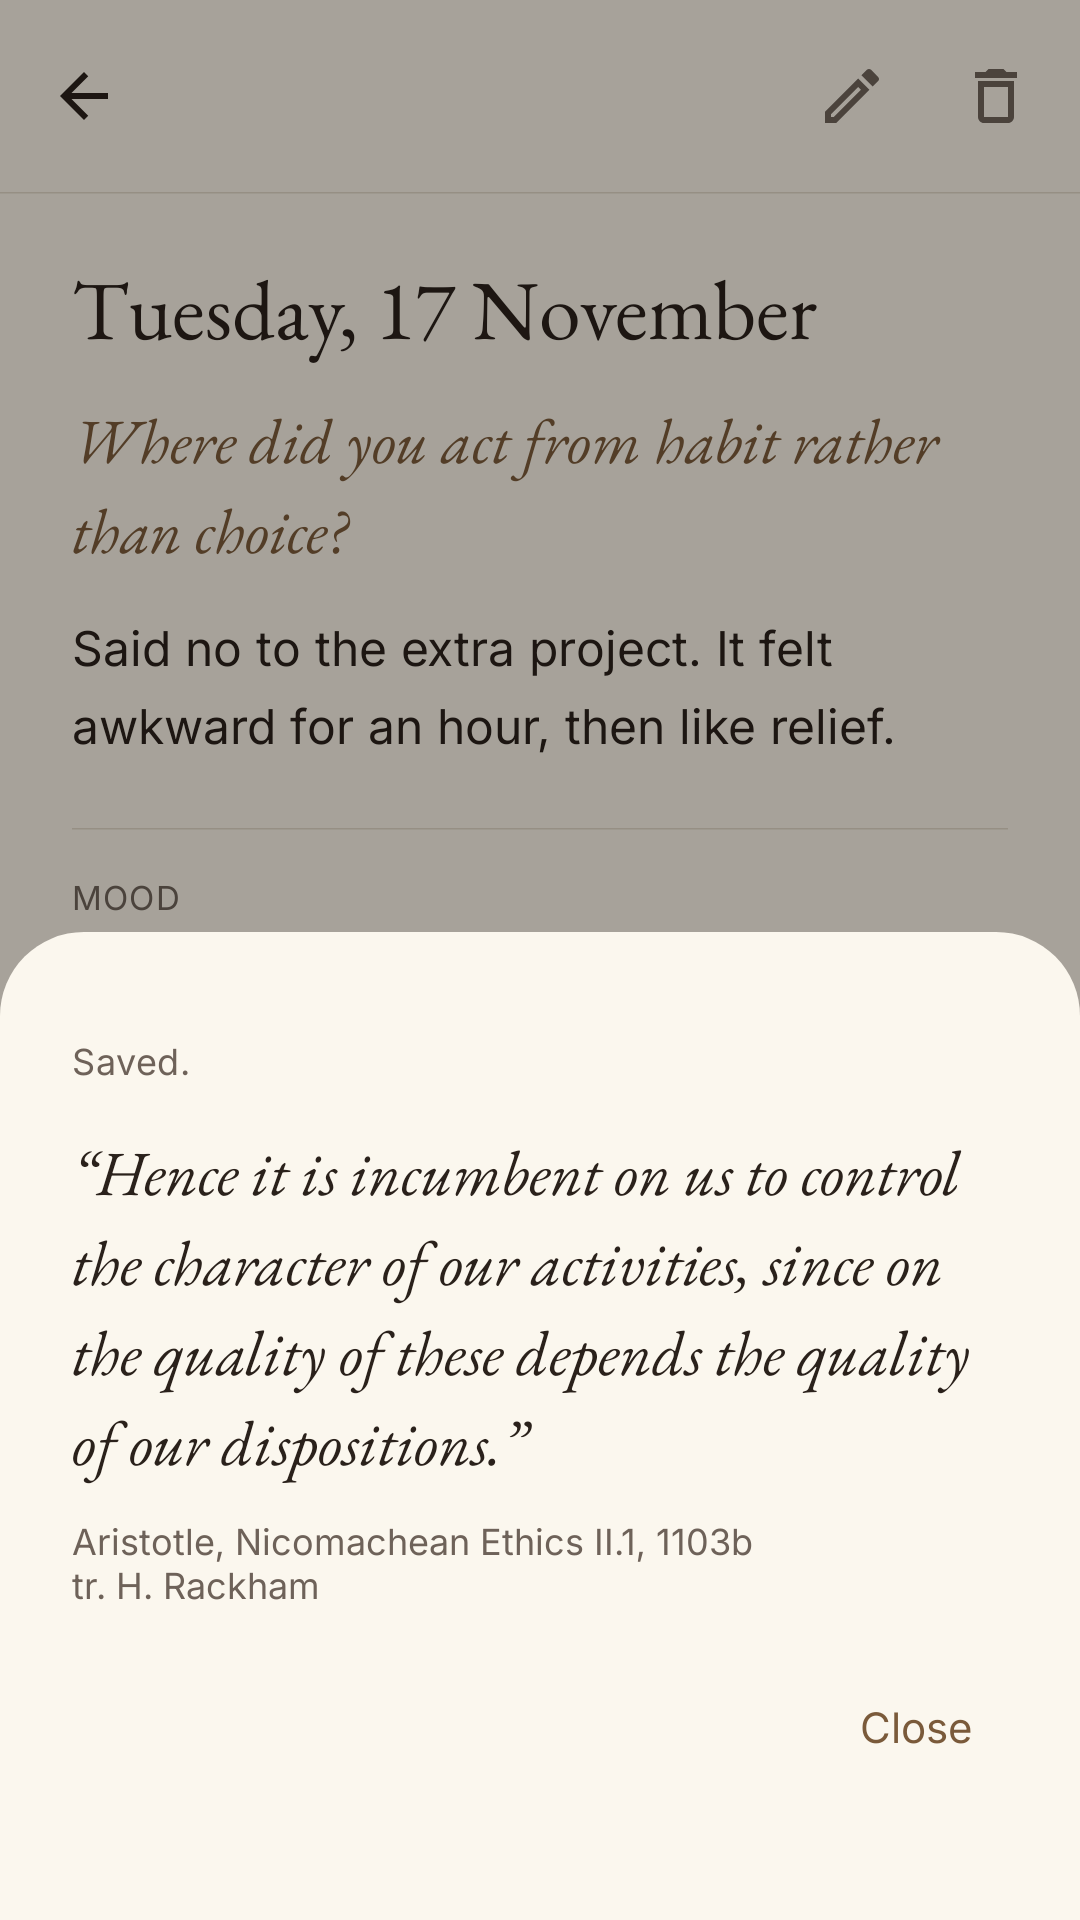 Tuesday, 17 November
Where did you act from habit rather
than choice?
Said no to the extra project. It felt
awkward for an hour, then like relief.
MOOD
Saved.
“Hence it is incumbent on us to control
the character of our activities, since on
the quality of these depends the quality
of our dispositions.”
Aristotle, Nicomachean Ethics II.1, 1103b
tr. H. Rackham
Close